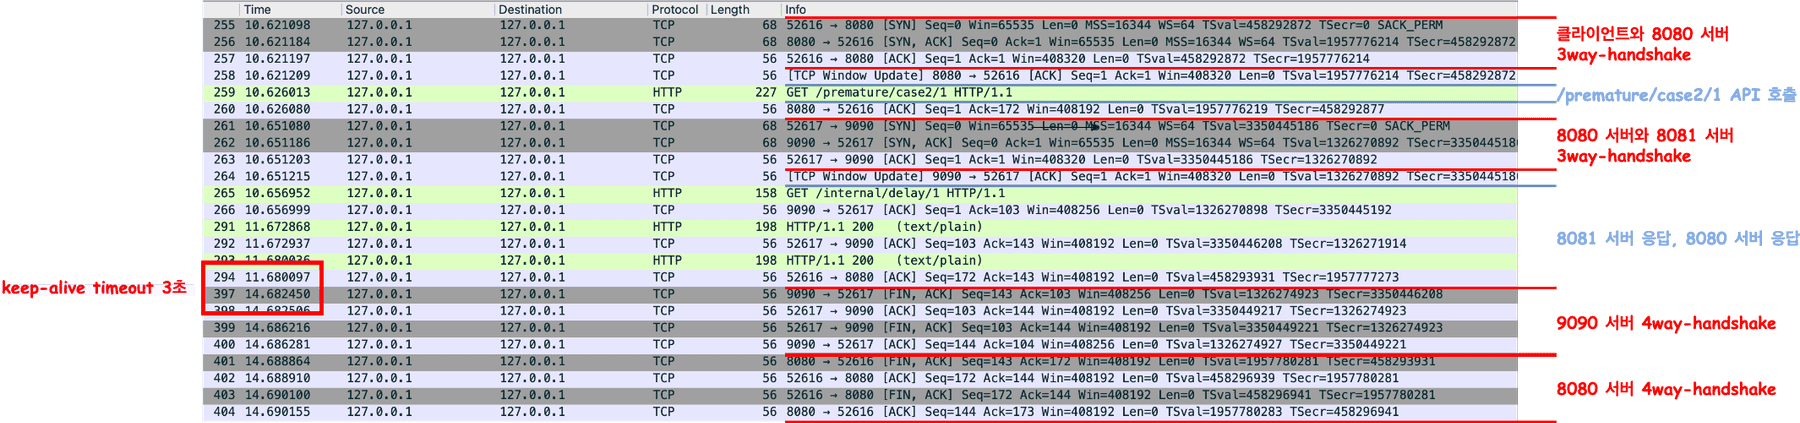 Time Source Destination Protocol Length Info
255 10.621098 127.0.0.1 127.0.0.1 TCP 68 52616 → 8080 [SYN] Seq=0 Win=65535 Len=0 MSS=16344 WS=64 TSval=458292872 TSecr=0 SACK_PERM
256 10.621184 127.0.0.1 127.0.0.1 TCP 68 8080 → 52616 [SYN, ACK] Seq=0 Ack=1 Win=65535 Len=0 MSS=16344 WS=64 TSval=1957776214 TSecr=458292872
257 10.621197 127.0.0.1 127.0.0.1 TCP 56 52616 → 8080 [ACK] Seq=1 Ack=1 Win=408320 Len=0 TSval=458292872 TSecr=1957776214
258 10.621209 127.0.0.1 127.0.0.1 TCP 56 [TCP Window Update] 8080 → 52616 [ACK] Seq=1 Ack=1 Win=408320 Len=0 TSval=1957776214 TSecr=458292872
클라이언트와 8080 서버
3way-handshake
259 10.626013 127.0.0.1 127.0.0.1 HTTP 227 GET /premature/case2/1 HTTP/1.1
260 10.626080 127.0.0.1 127.0.0.1 TCP 56 8080 → 52616 [ACK] Seq=1 Ack=172 Win=408192 Len=0 TSval=1957776219 TSecr=458292877
/premature/case2/1 API 호출
261 10.651080 127.0.0.1 127.0.0.1 TCP 68 52617 → 9090 [SYN] Seq=0 Win=65535 Len=0 MSS=16344 WS=64 TSval=3350445186 TSecr=0 SACK_PERM
262 10.651186 127.0.0.1 127.0.0.1 TCP 68 9090 → 52617 [SYN, ACK] Seq=0 Ack=1 Win=65535 Len=0 MSS=16344 WS=64 TSval=1326270892 TSecr=3350445186
263 10.651203 127.0.0.1 127.0.0.1 TCP 56 52617 → 9090 [ACK] Seq=1 Ack=1 Win=408320 Len=0 TSval=3350445186 TSecr=1326270892
264 10.651215 127.0.0.1 127.0.0.1 TCP 56 [TCP Window Update] 9090 → 52617 [ACK] Seq=1 Ack=1 Win=408320 Len=0 TSval=1326270892 TSecr=3350445186
8080 서버와 8081 서버
3way-handshake
265 10.656952 127.0.0.1 127.0.0.1 HTTP 158 GET /internal/delay/1 HTTP/1.1
266 10.656999 127.0.0.1 127.0.0.1 TCP 56 9090 → 52617 [ACK] Seq=1 Ack=103 Win=408256 Len=0 TSval=1326270898 TSecr=3350445192
291 11.672868 127.0.0.1 127.0.0.1 HTTP 198 HTTP/1.1 200 (text/plain)
292 11.672937 127.0.0.1 127.0.0.1 TCP 56 52617 → 9090 [ACK] Seq=103 Ack=143 Win=408192 Len=0 TSval=3350446208 TSecr=1326271914
293 11.680036 127.0.0.1 127.0.0.1 HTTP 198 HTTP/1.1 200 (text/plain)
294 11.680097 127.0.0.1 127.0.0.1 TCP 56 52616 → 8080 [ACK] Seq=172 Ack=143 Win=408192 Len=0 TSval=458293931 TSecr=1957777273
8081 서버 응답, 8080 서버 응답
keep-alive timeout 3초
397 14.682450 127.0.0.1 127.0.0.1 TCP 56 9090 → 52617 [FIN, ACK] Seq=143 Ack=103 Win=408256 Len=0 TSval=1326274923 TSecr=3350446208
398 14.682506 127.0.0.1 127.0.0.1 TCP 56 52617 → 9090 [ACK] Seq=103 Ack=144 Win=408192 Len=0 TSval=3350449217 TSecr=1326274923
399 14.686216 127.0.0.1 127.0.0.1 TCP 56 52617 → 9090 [FIN, ACK] Seq=103 Ack=144 Win=408192 Len=0 TSval=3350449221 TSecr=1326274923
400 14.686281 127.0.0.1 127.0.0.1 TCP 56 9090 → 52617 [ACK] Seq=144 Ack=104 Win=408256 Len=0 TSval=1326274927 TSecr=3350449221
9090 서버 4way-handshake
401 14.688864 127.0.0.1 127.0.0.1 TCP 56 8080 → 52616 [FIN, ACK] Seq=143 Ack=172 Win=408192 Len=0 TSval=1957780281 TSecr=458293931
402 14.688910 127.0.0.1 127.0.0.1 TCP 56 52616 → 8080 [ACK] Seq=172 Ack=144 Win=408192 Len=0 TSval=458296939 TSecr=1957780281
403 14.690100 127.0.0.1 127.0.0.1 TCP 56 52616 → 8080 [FIN, ACK] Seq=172 Ack=144 Win=408192 Len=0 TSval=458296941 TSecr=1957780281
404 14.690155 127.0.0.1 127.0.0.1 TCP 56 8080 → 52616 [ACK] Seq=144 Ack=173 Win=408192 Len=0 TSval=1957780283 TSecr=458296941
8080 서버 4way-handshake